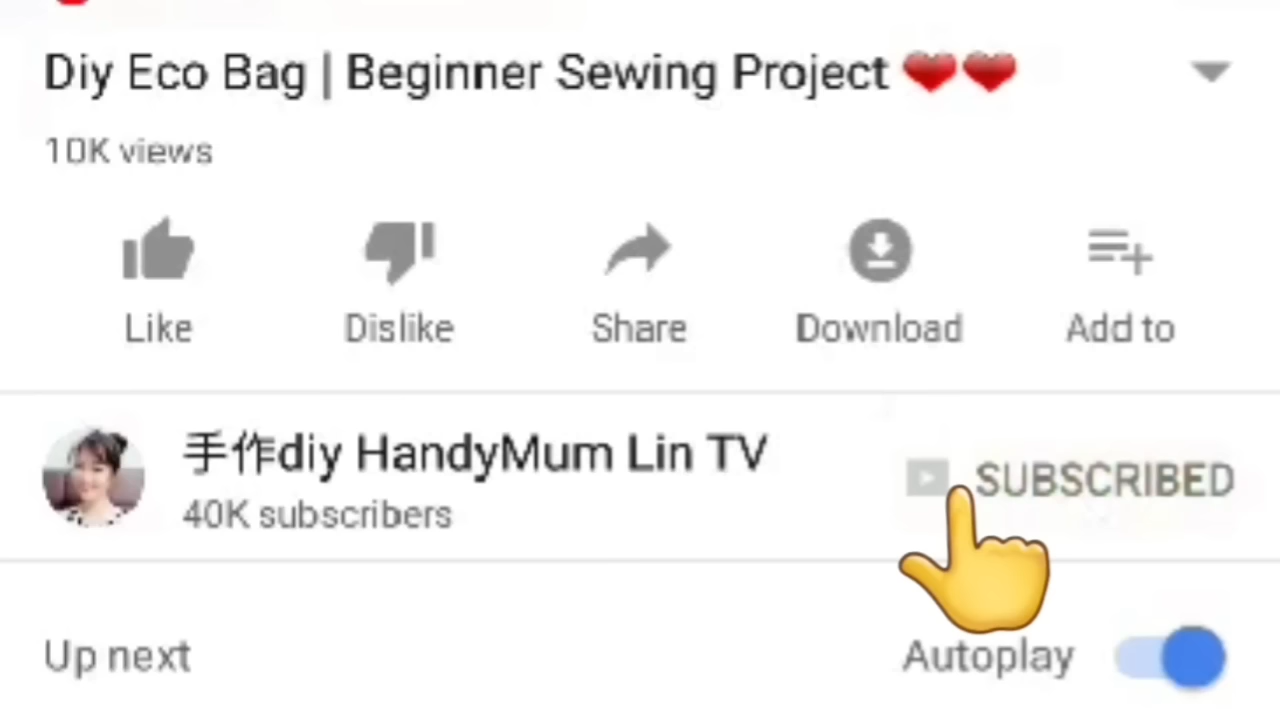 Diy Eco Bag | Beginner Sewing Project ❤️❤️
10K views
Like Dislike Share Download Add to
手作diy HandyMum Lin TV
SUBSCRIBED
40K subscribers
Up next Autoplay